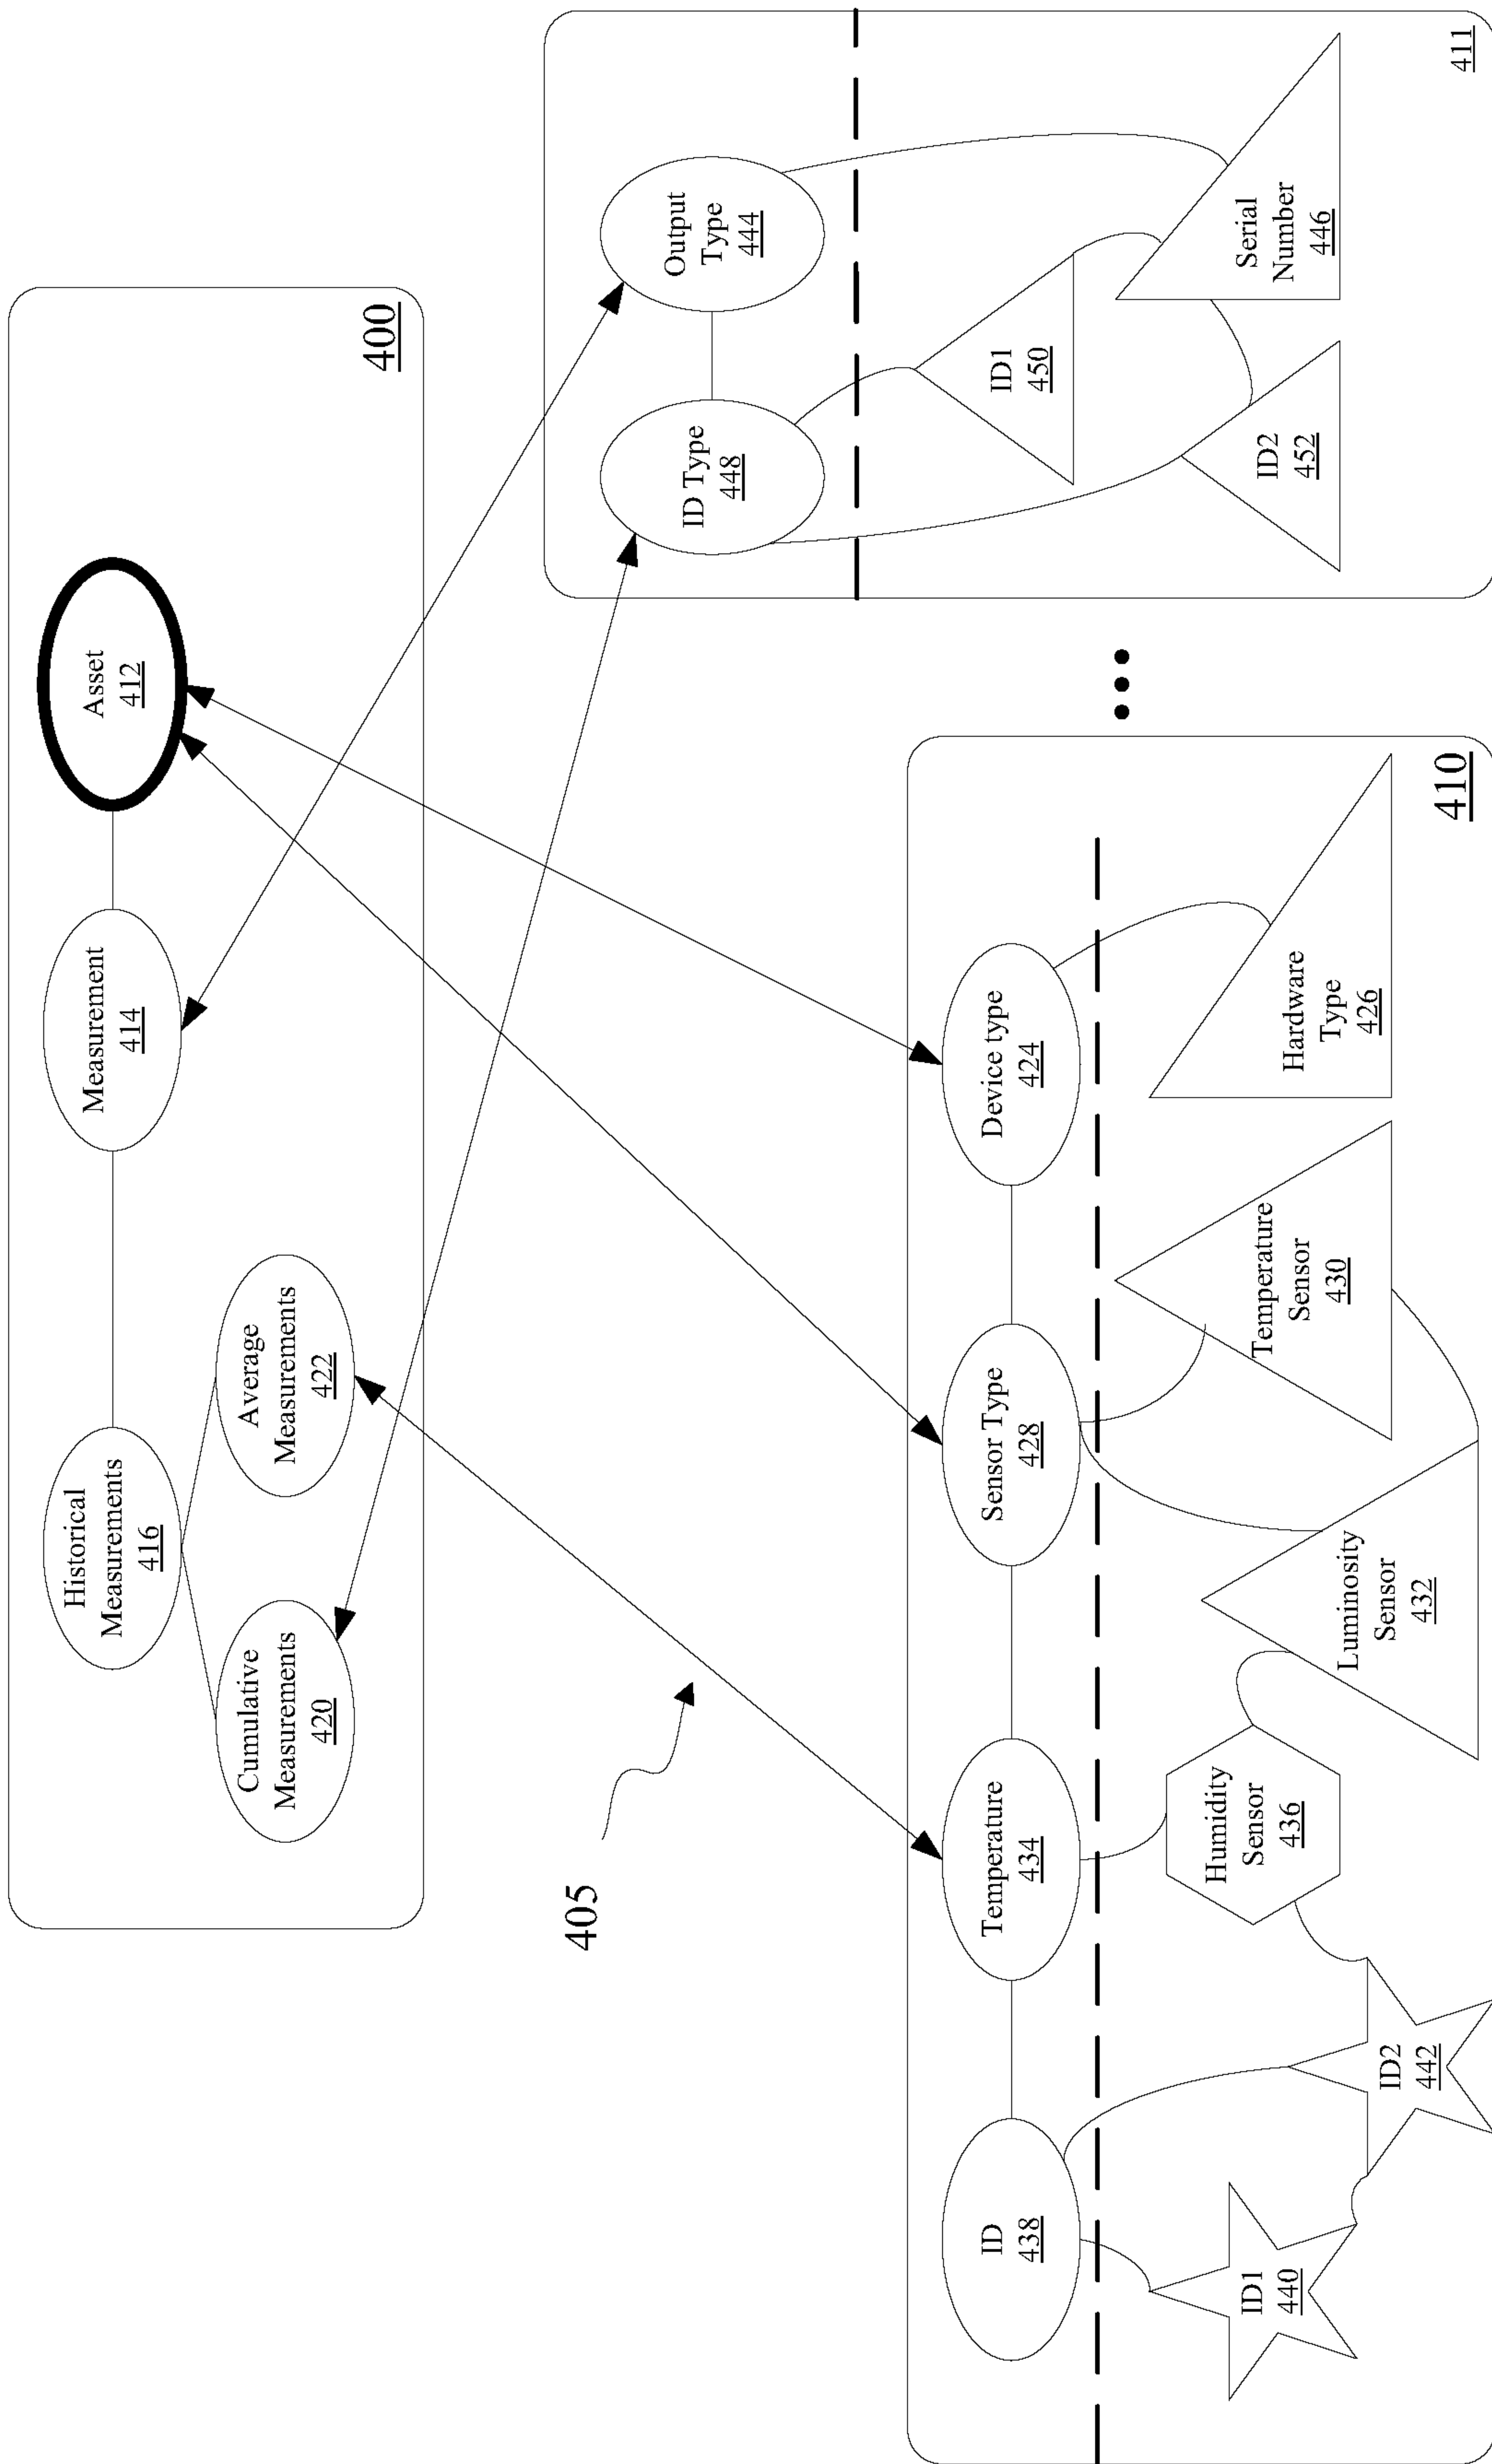 Historical
Measurements
416
Measurement
414
Asset
412
Cumulative
Measurements
420
Average
Measurements
422
400
405
ID
438
Temperature
434
Sensor Type
428
Device type
424
ID1
440
ID2
442
Humidity
Sensor
436
Luminosity
Sensor
432
Temperature
Sensor
430
Hardware
Type
426
410
ID Type
448
Output
Type
444
ID1
450
ID2
452
Serial
Number
446
411